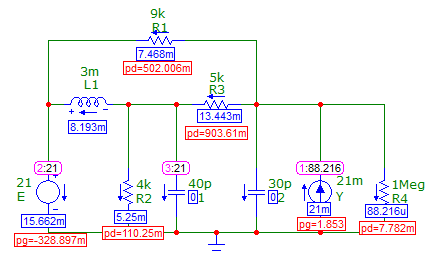 9k
R1
7.468m
pd=502.006m
3m
L1
+
−
8.193m
5k
R3
13.443m
pd=903.61m
2:21
3:21
1:88.216
21
E
+
−
15.662m
pg=-328.897m
4k
R2
5.25m
pd=110.25m
40p
0
1
30p
0
2
21m
Y
21m
pg=1.853
1Meg
R4
88.216u
pd=7.782m